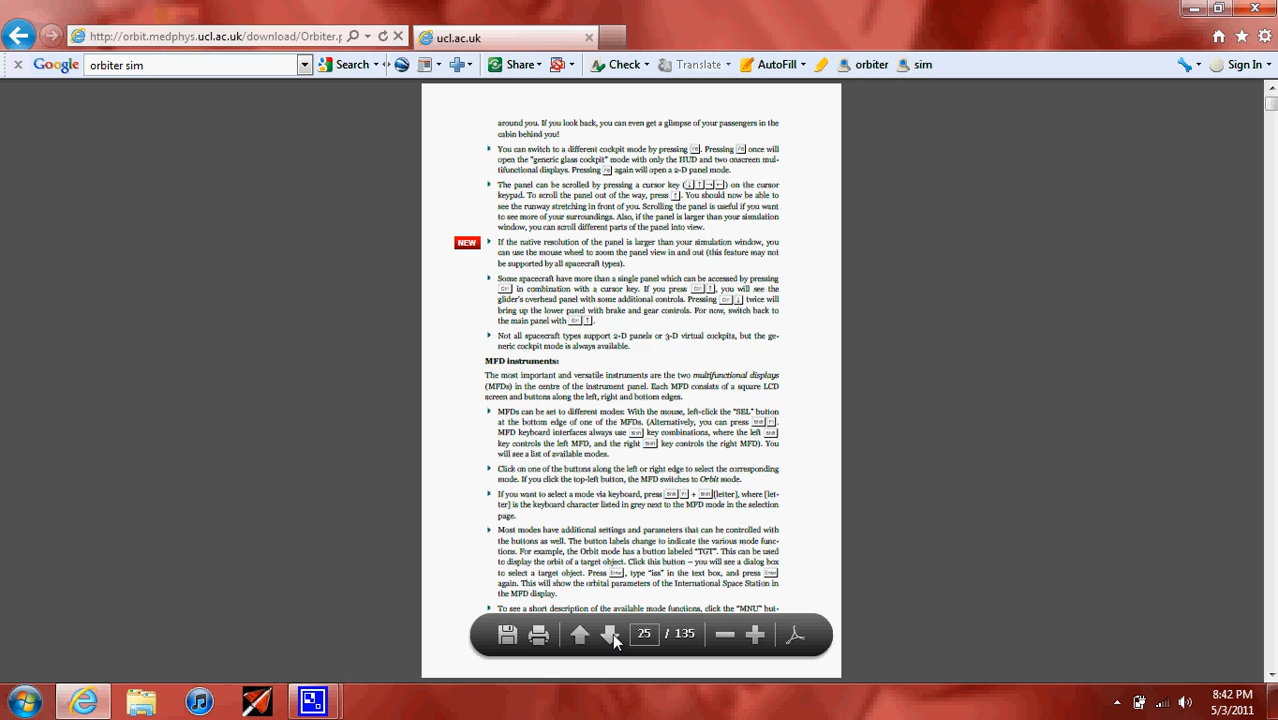 http://orbit.medphys.ucl.ac.uk/download/Orbiter.p
ucl.ac.uk
Google orbiter sim Search Share Check Translate AutoFill orbiter sim Sign In
around you. If you look back, you can even get a glimpse of your passengers in the
cabin behind you!
You can switch to a different cockpit mode by pressing F8. Pressing F8 once will
open the "generic glass cockpit" mode with only the HUD and two onscreen mul-
tifunctional displays. Pressing F8 again will open a 2-D panel mode.
The panel can be scrolled by pressing a cursor key (↓↑→←) on the cursor
keypad. To scroll the panel out of the way, press ↑. You should now be able to
see the runway stretching in front of you. Scrolling the panel is useful if you want
to see more of your surroundings. Also, if the panel is larger than your simulation
window, you can scroll different parts of the panel into view.
NEW If the native resolution of the panel is larger than your simulation window, you
can use the mouse wheel to zoom the panel view in and out (this feature may not
be supported by all spacecraft types).
Some spacecraft have more than a single panel which can be accessed by pressing
Ctrl in combination with a cursor key. If you press Ctrl ↑, you will see the
glider's overhead panel with some additional controls. Pressing Ctrl ↓ twice will
bring up the lower panel with brake and gear controls. For now, switch back to
the main panel with Ctrl ↑.
Not all spacecraft types support 2-D panels or 3-D virtual cockpits, but the ge-
neric cockpit mode is always available.
MFD instruments:
The most important and versatile instruments are the two multifunctional displays
(MFDs) in the centre of the instrument panel. Each MFD consists of a square LCD
screen and buttons along the left, right and bottom edges.
MFDs can be set to different modes: With the mouse, left-click the "SEL" button
at the bottom edge of one of the MFDs. (Alternatively, you can press Shift F1.
MFD keyboard interfaces always use Shift key combinations, where the left Shift
key controls the left MFD, and the right Shift key controls the right MFD). You
will see a list of available modes.
Click on one of the buttons along the left or right edge to select the corresponding
mode. If you click the top-left button, the MFD switches to Orbit mode.
If you want to select a mode via keyboard, press Shift F1 + Shift [letter], where [let-
ter] is the keyboard character listed in grey next to the MFD mode in the selection
page.
Most modes have additional settings and parameters that can be controlled with
the buttons as well. The button labels change to indicate the various mode func-
tions. For example, the Orbit mode has a button labeled "TGT". This can be used
to display the orbit of a target object. Click this button – you will see a dialog box
to select a target object. Press Enter, type "iss" in the text box, and press Enter
again. This will show the orbital parameters of the International Space Station in
the MFD display.
To see a short description of the available mode functions, click the "MNU" but-
25 / 135
8:42 PM
5/3/2011